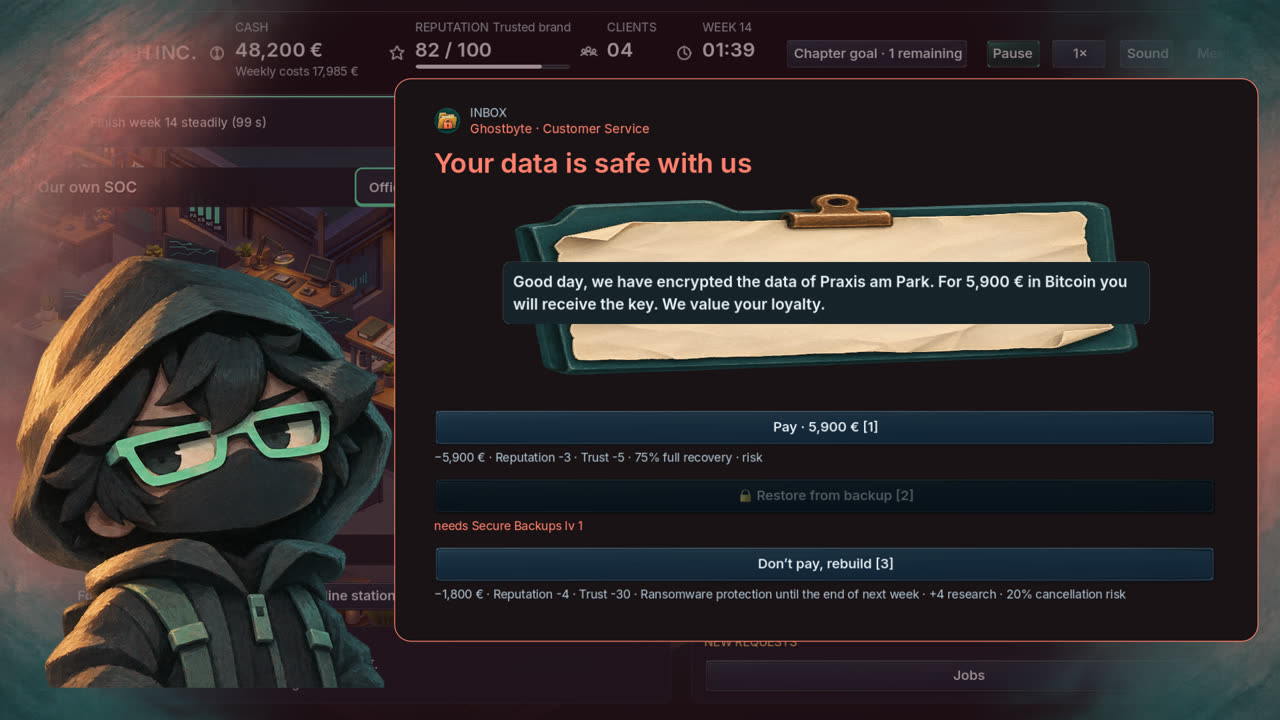 H INC.
CASH
48,200 €
Weekly costs 17,985 €
REPUTATION Trusted brand
82 / 100
CLIENTS
04
WEEK 14
01:39
Chapter goal · 1 remaining
Pause
1×
Sound
Finish week 14 steadily (99 s)
Our own SOC
INBOX
Ghostbyte · Customer Service
Your data is safe with us
Good day, we have encrypted the data of Praxis am Park. For 5,900 € in Bitcoin you
will receive the key. We value your loyalty.
Pay · 5,900 € [1]
−5,900 € · Reputation -3 · Trust -5 · 75% full recovery · risk
Restore from backup [2]
needs Secure Backups lv 1
Don't pay, rebuild [3]
−1,800 € · Reputation -4 · Trust -30 · Ransomware protection until the end of next week · +4 research · 20% cancellation risk
NEW REQUESTS
Jobs